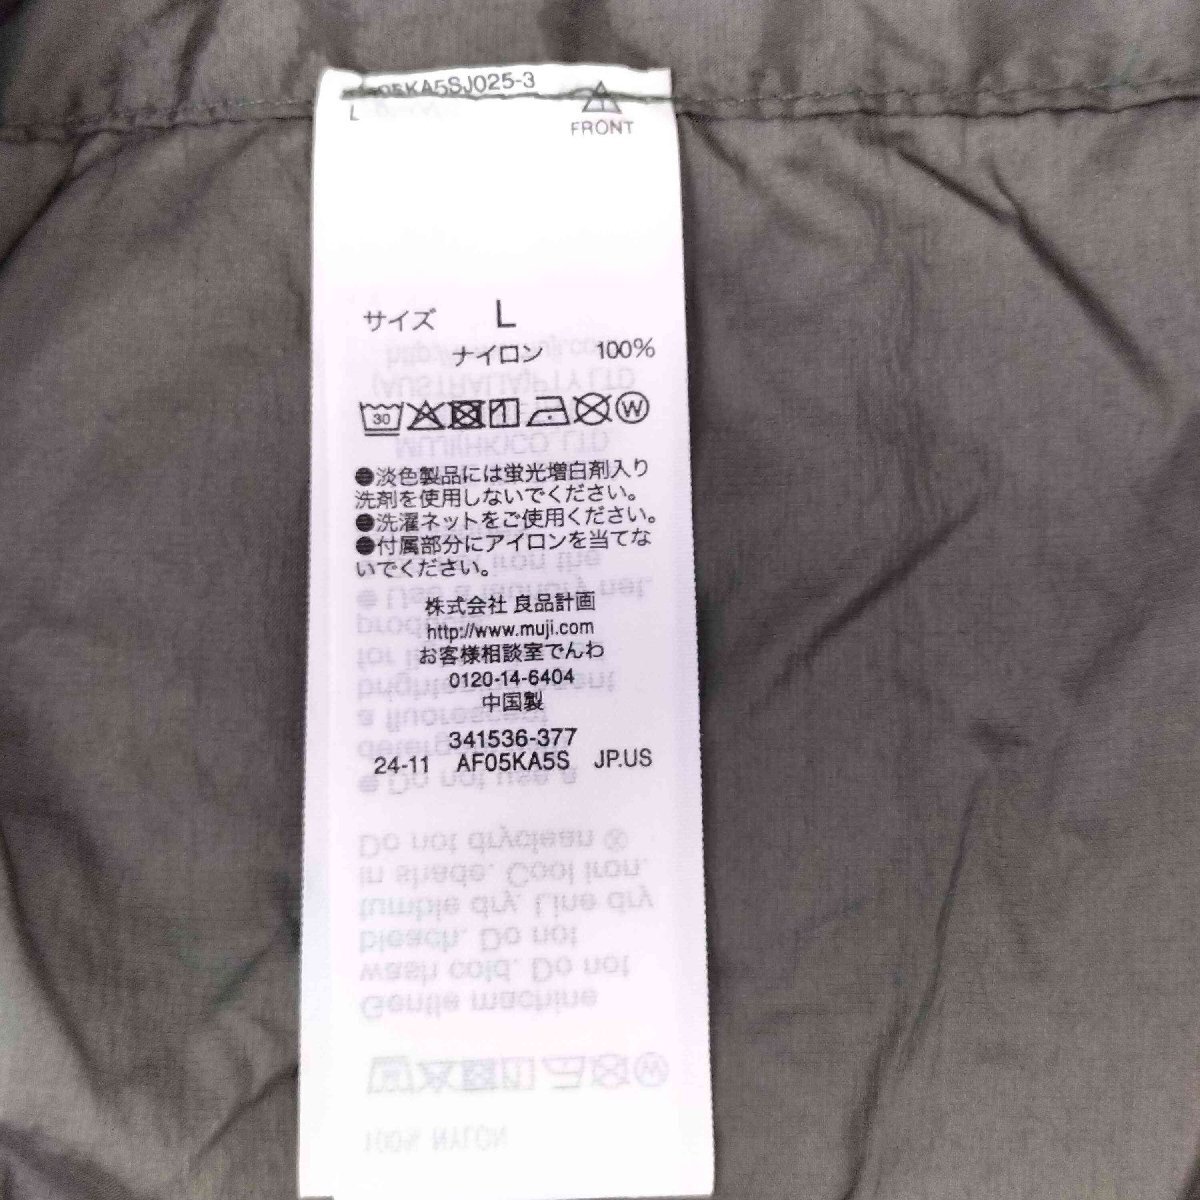 05KA5SJ025-3
L
FRONT
サイズ L
ナイロン 100%
30
W
●淡色製品には蛍光増白剤入り
洗剤を使用しないでください。
●洗濯ネットをご使用ください。
●付属部分にアイロンを当てな
いでください。
株式会社 良品計画
http://www.muji.com
お客様相談室でんわ
0120-14-6404
中国製
341536-377
24-11 AF05KA5S JP.US